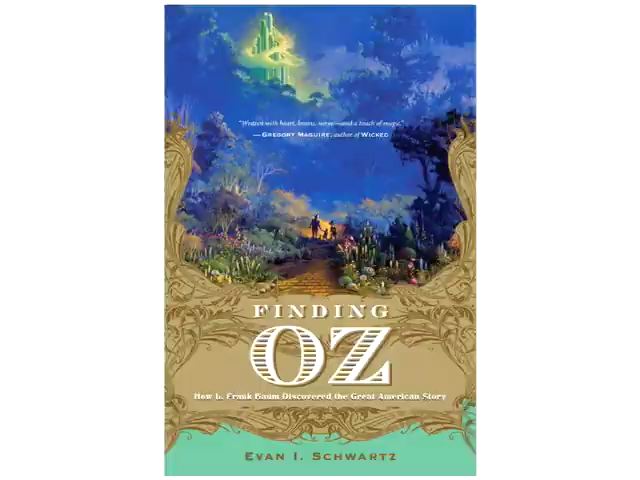 "Written with heart, brains, nerve—and a touch of magic."
— GREGORY MAGUIRE, author of WICKED
FINDING
OZ
How L. Frank Baum Discovered the Great American Story
EVAN I. SCHWARTZ